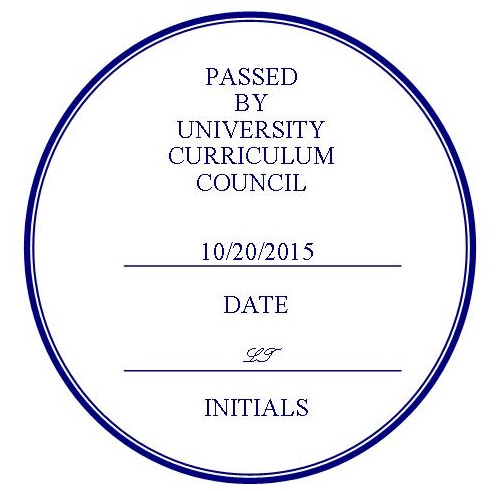 PASSED
BY
UNIVERSITY
CURRICULUM
COUNCIL
10/20/2015
DATE
LT
INITIALS